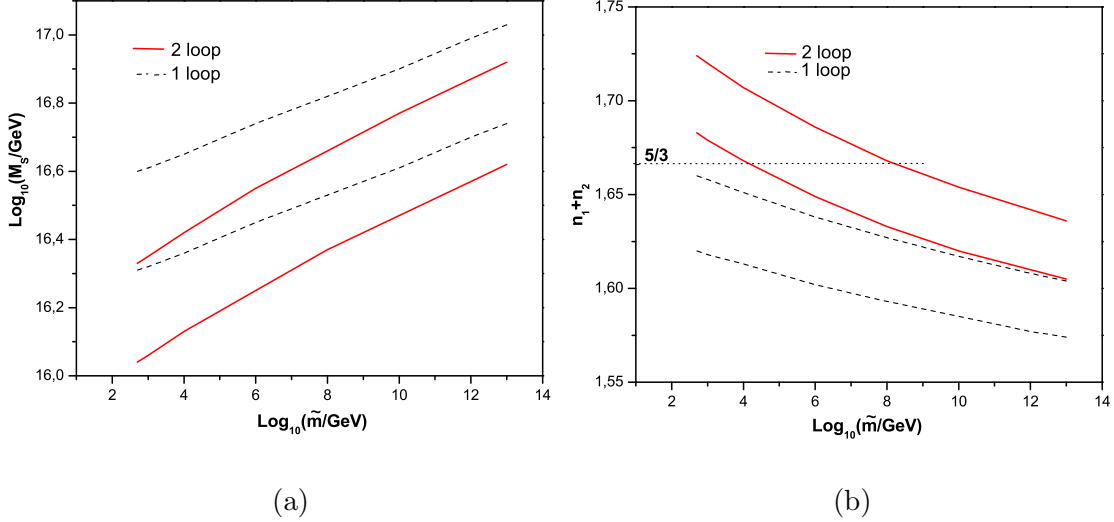 17,0
16,8
16,6
16,4
16,2
16,0
2
4
6
8
10
12
14
Log₁₀(M_S/GeV)
Log₁₀(m̃/GeV)
2 loop
1 loop
(a)
1,75
1,70
1,65
1,60
1,55
2
4
6
8
10
12
14
n₁+n₂
Log₁₀(m̃/GeV)
2 loop
1 loop
5/3
(b)